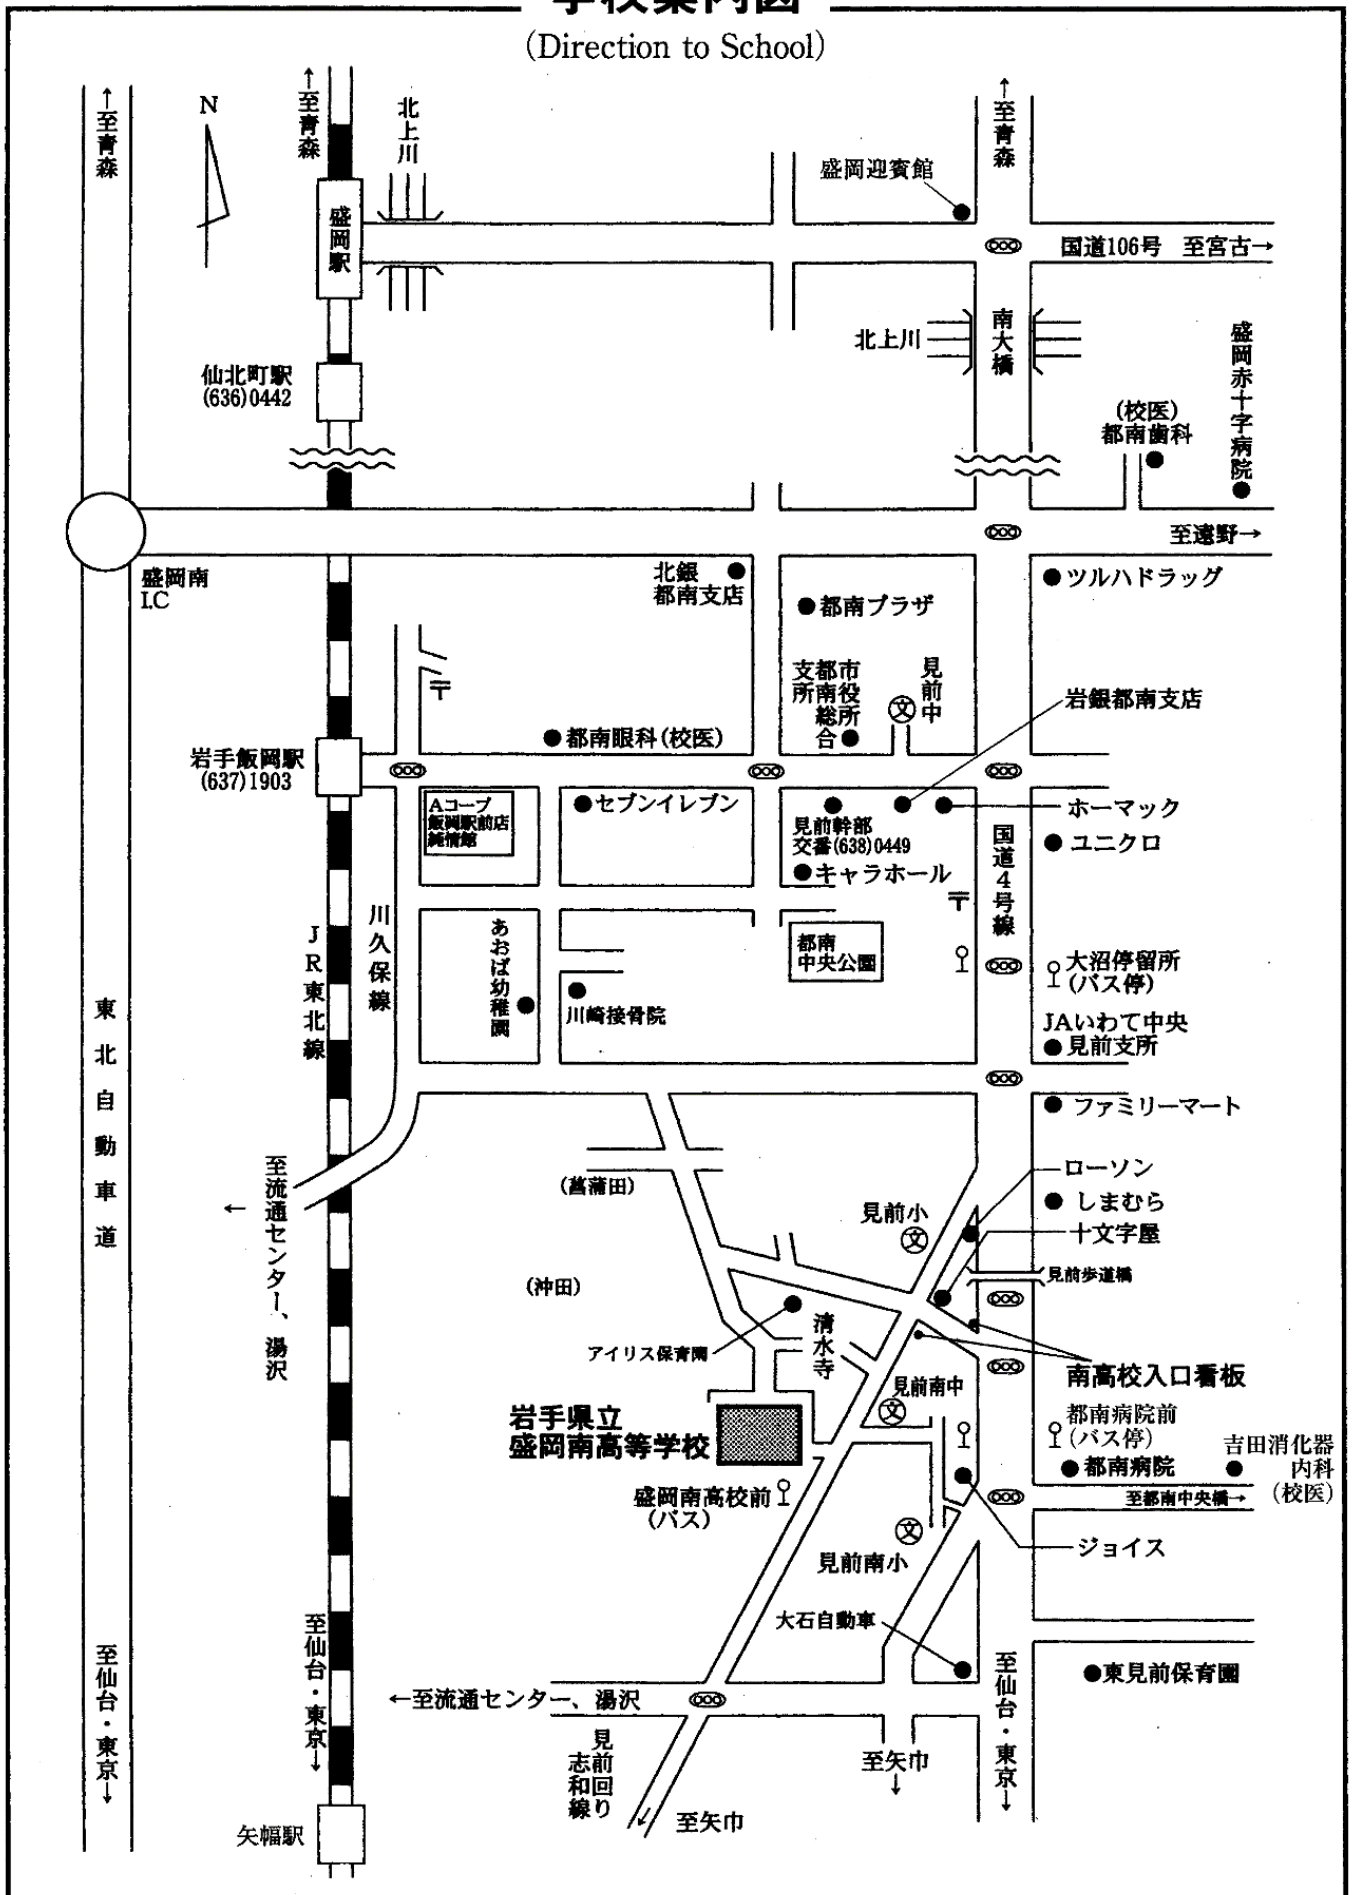 学校案内図
(Direction to School)
↑至青森
N
↑至青森
北上川
盛岡迎賓館
↑至青森
盛岡駅
国道106号 至宮古→
北上川
南大橋
盛岡赤十字病院
仙北町駅
(636)0442
(校医)
都南歯科
至遠野→
盛岡南
I.C
北銀
都南支店
ツルハドラッグ
都南プラザ
〒
市役所
都南総合
支所
文
見前中
岩銀都南支店
都南眼科(校医)
岩手飯岡駅
(637)1903
Aコープ
飯岡駅前店
純情館
セブンイレブン
見前幹部
交番(638)0449
ホーマック
ユニクロ
キャラホール
国道4号線
〒
川久保線
JR東北線
あおば幼稚園
都南
中央公園
大沼停留所
(バス停)
川崎接骨院
JAいわて中央
見前支所
東北自動車道
ファミリーマート
至流通センター、湯沢
←
(菖蒲田)
ローソン
しまむら
見前小
文
十文字屋
見前歩道橋
(沖田)
清水寺
アイリス保育園
南高校入口看板
見前南中
文
岩手県立
盛岡南高等学校
都南病院前
(バス停)
都南病院
吉田消化器
内科
(校医)
盛岡南高校前
(バス)
至都南中央橋→
文
見前南小
ジョイス
大石自動車
至仙台・東京→
至仙台・東京→
至仙台・東京→
東見前保育園
←至流通センター、湯沢
見前回り
志和線
至矢巾
↓
至矢巾
矢幅駅